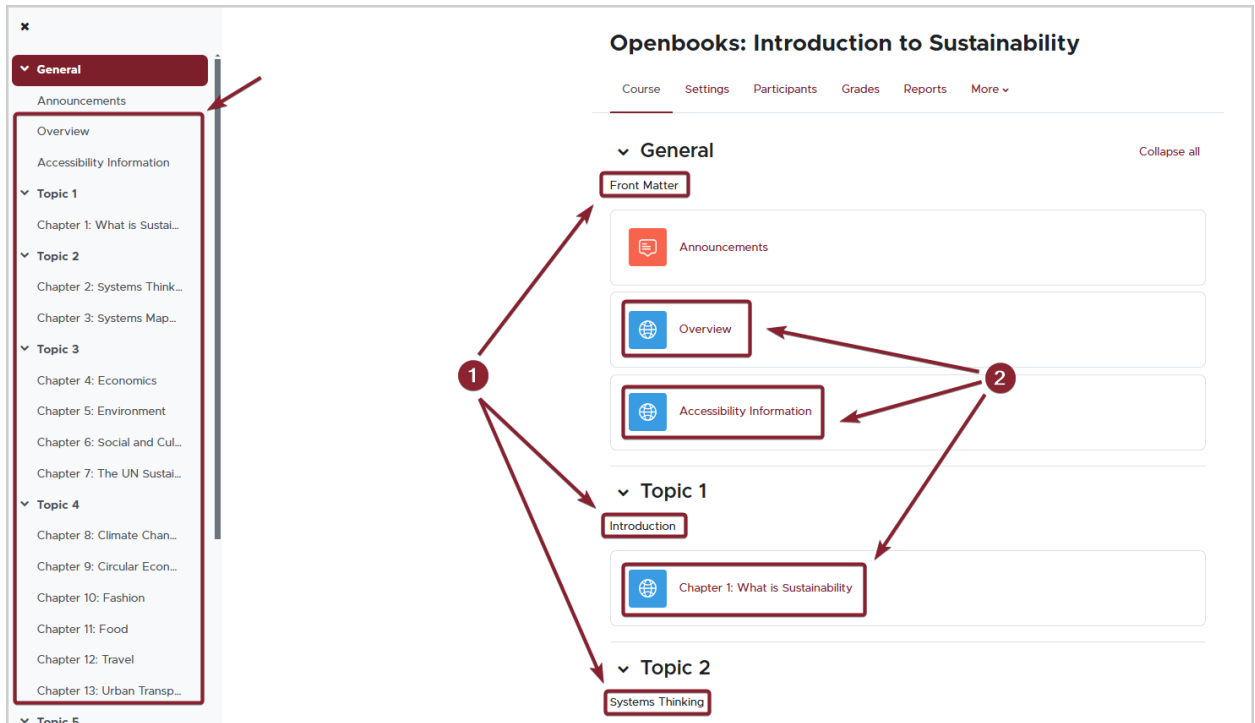 General
Announcements
Overview
Accessibility Information
Topic 1
Chapter 1: What is Sustai...
Topic 2
Chapter 2: Systems Think...
Chapter 3: Systems Map...
Topic 3
Chapter 4: Economics
Chapter 5: Environment
Chapter 6: Social and Cul...
Chapter 7: The UN Sustai...
Topic 4
Chapter 8: Climate Chan...
Chapter 9: Circular Econ...
Chapter 10: Fashion
Chapter 11: Food
Chapter 12: Travel
Chapter 13: Urban Transp...
Topic 5
Openbooks: Introduction to Sustainability
Course Settings Participants Grades Reports More
General
Collapse all
Front Matter
Announcements
Overview
Accessibility Information
Topic 1
Introduction
Chapter 1: What is Sustainability
Topic 2
Systems Thinking
1
2